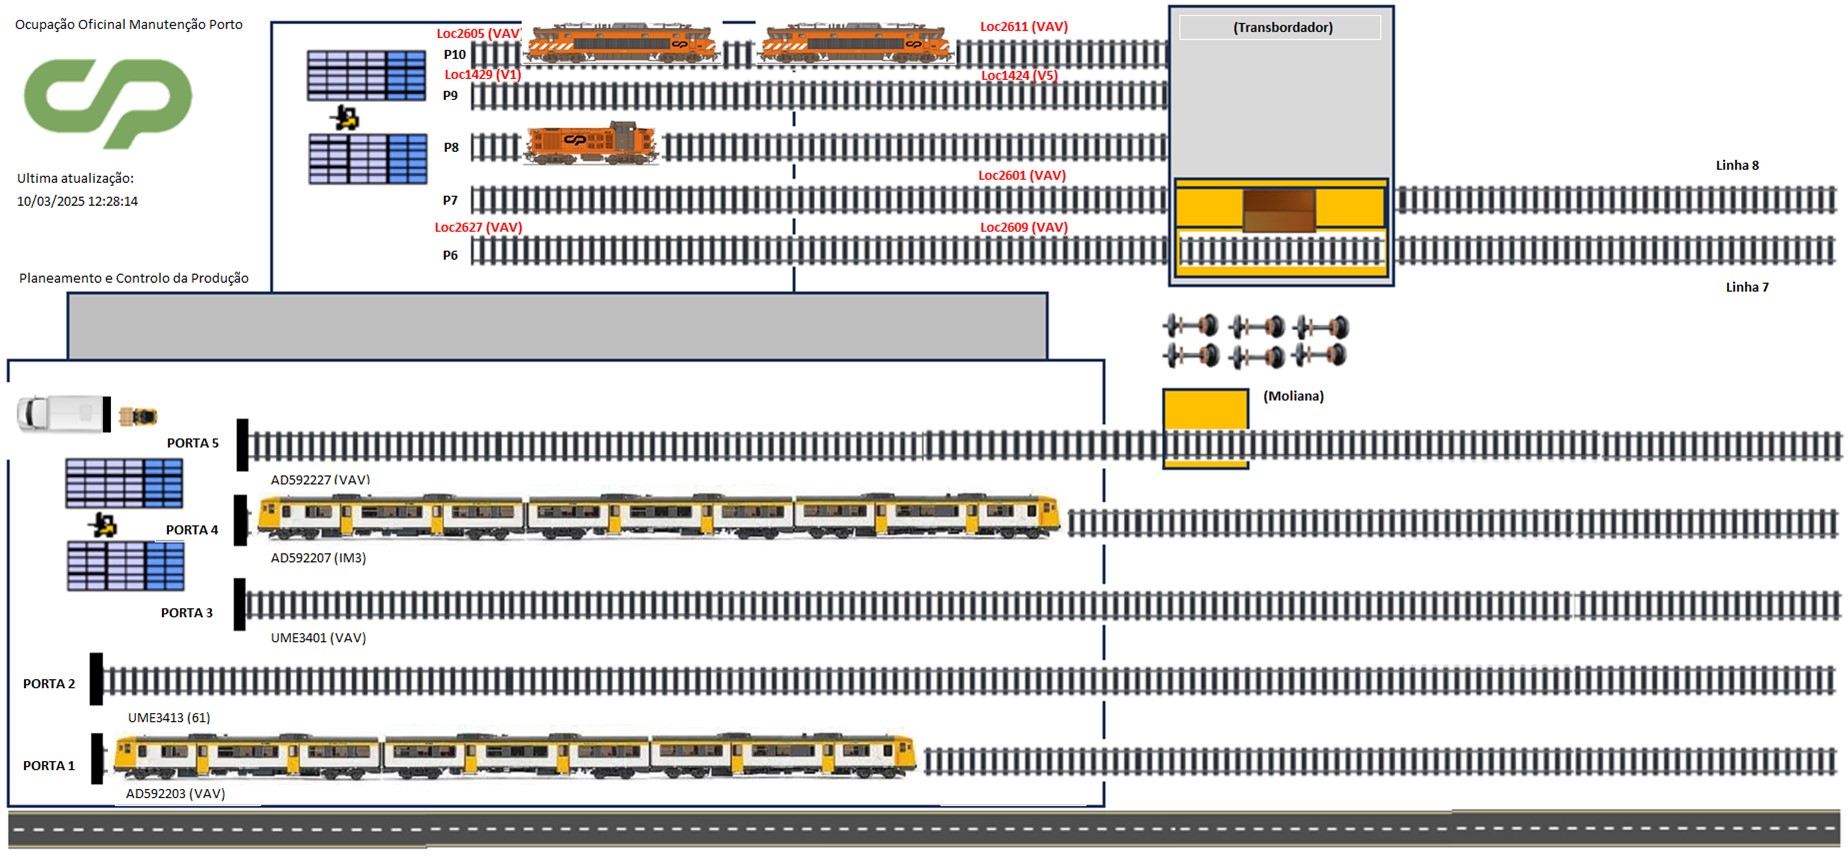 Ocupação Oficinal Manutenção Porto
CP
Ultima atualização:
10/03/2025 12:28:14
Planeamento e Controlo da Produção
Loc2605 (VAV)
Loc2611 (VAV)
P10
Loc1429 (V1)
Loc1424 (V5)
P9
P8
Loc2601 (VAV)
P7
Loc2627 (VAV)
Loc2609 (VAV)
P6
(Transbordador)
Linha 8
Linha 7
(Moliana)
PORTA 5
AD592227 (VAV)
PORTA 4
AD592207 (IM3)
PORTA 3
UME3401 (VAV)
PORTA 2
UME3413 (61)
PORTA 1
AD592203 (VAV)